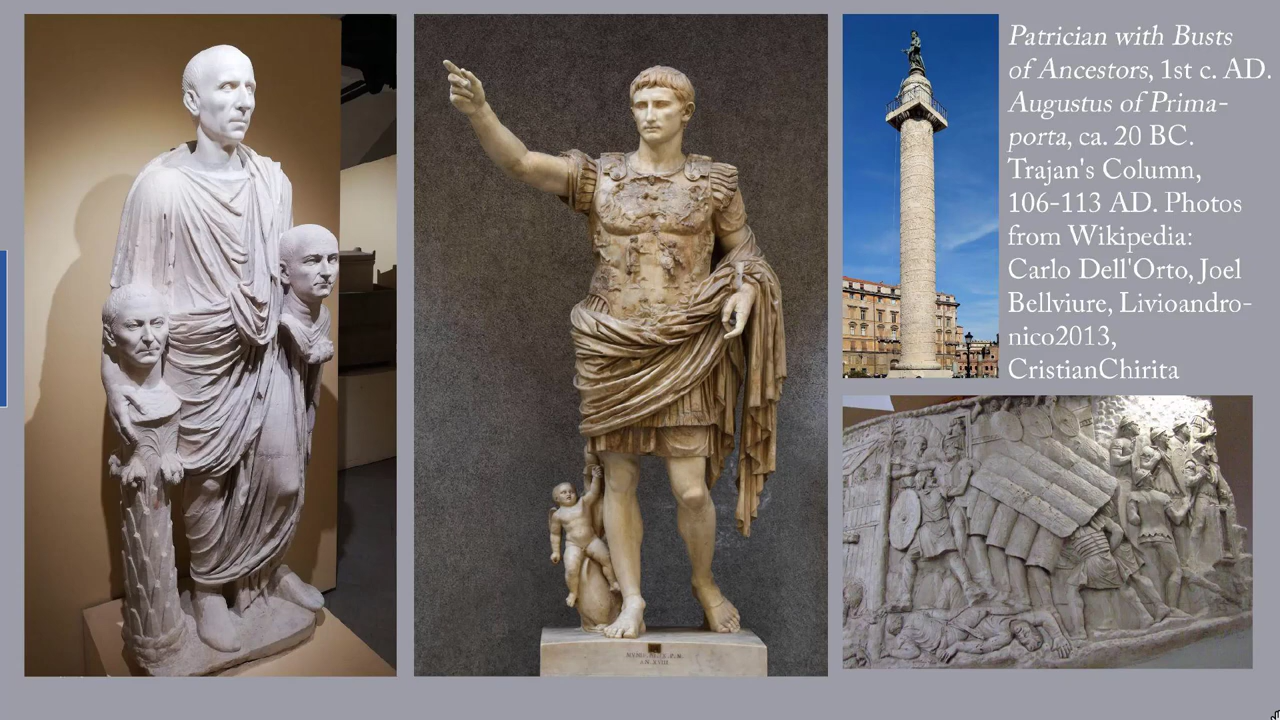 Patrician with Busts
of Ancestors, 1st c. AD.
Augustus of Prima-
porta, ca. 20 BC.
Trajan's Column,
106-113 AD. Photos
from Wikipedia:
Carlo Dell'Orto, Joel
Bellviure, Livioandro-
nico2013,
CristianChirita